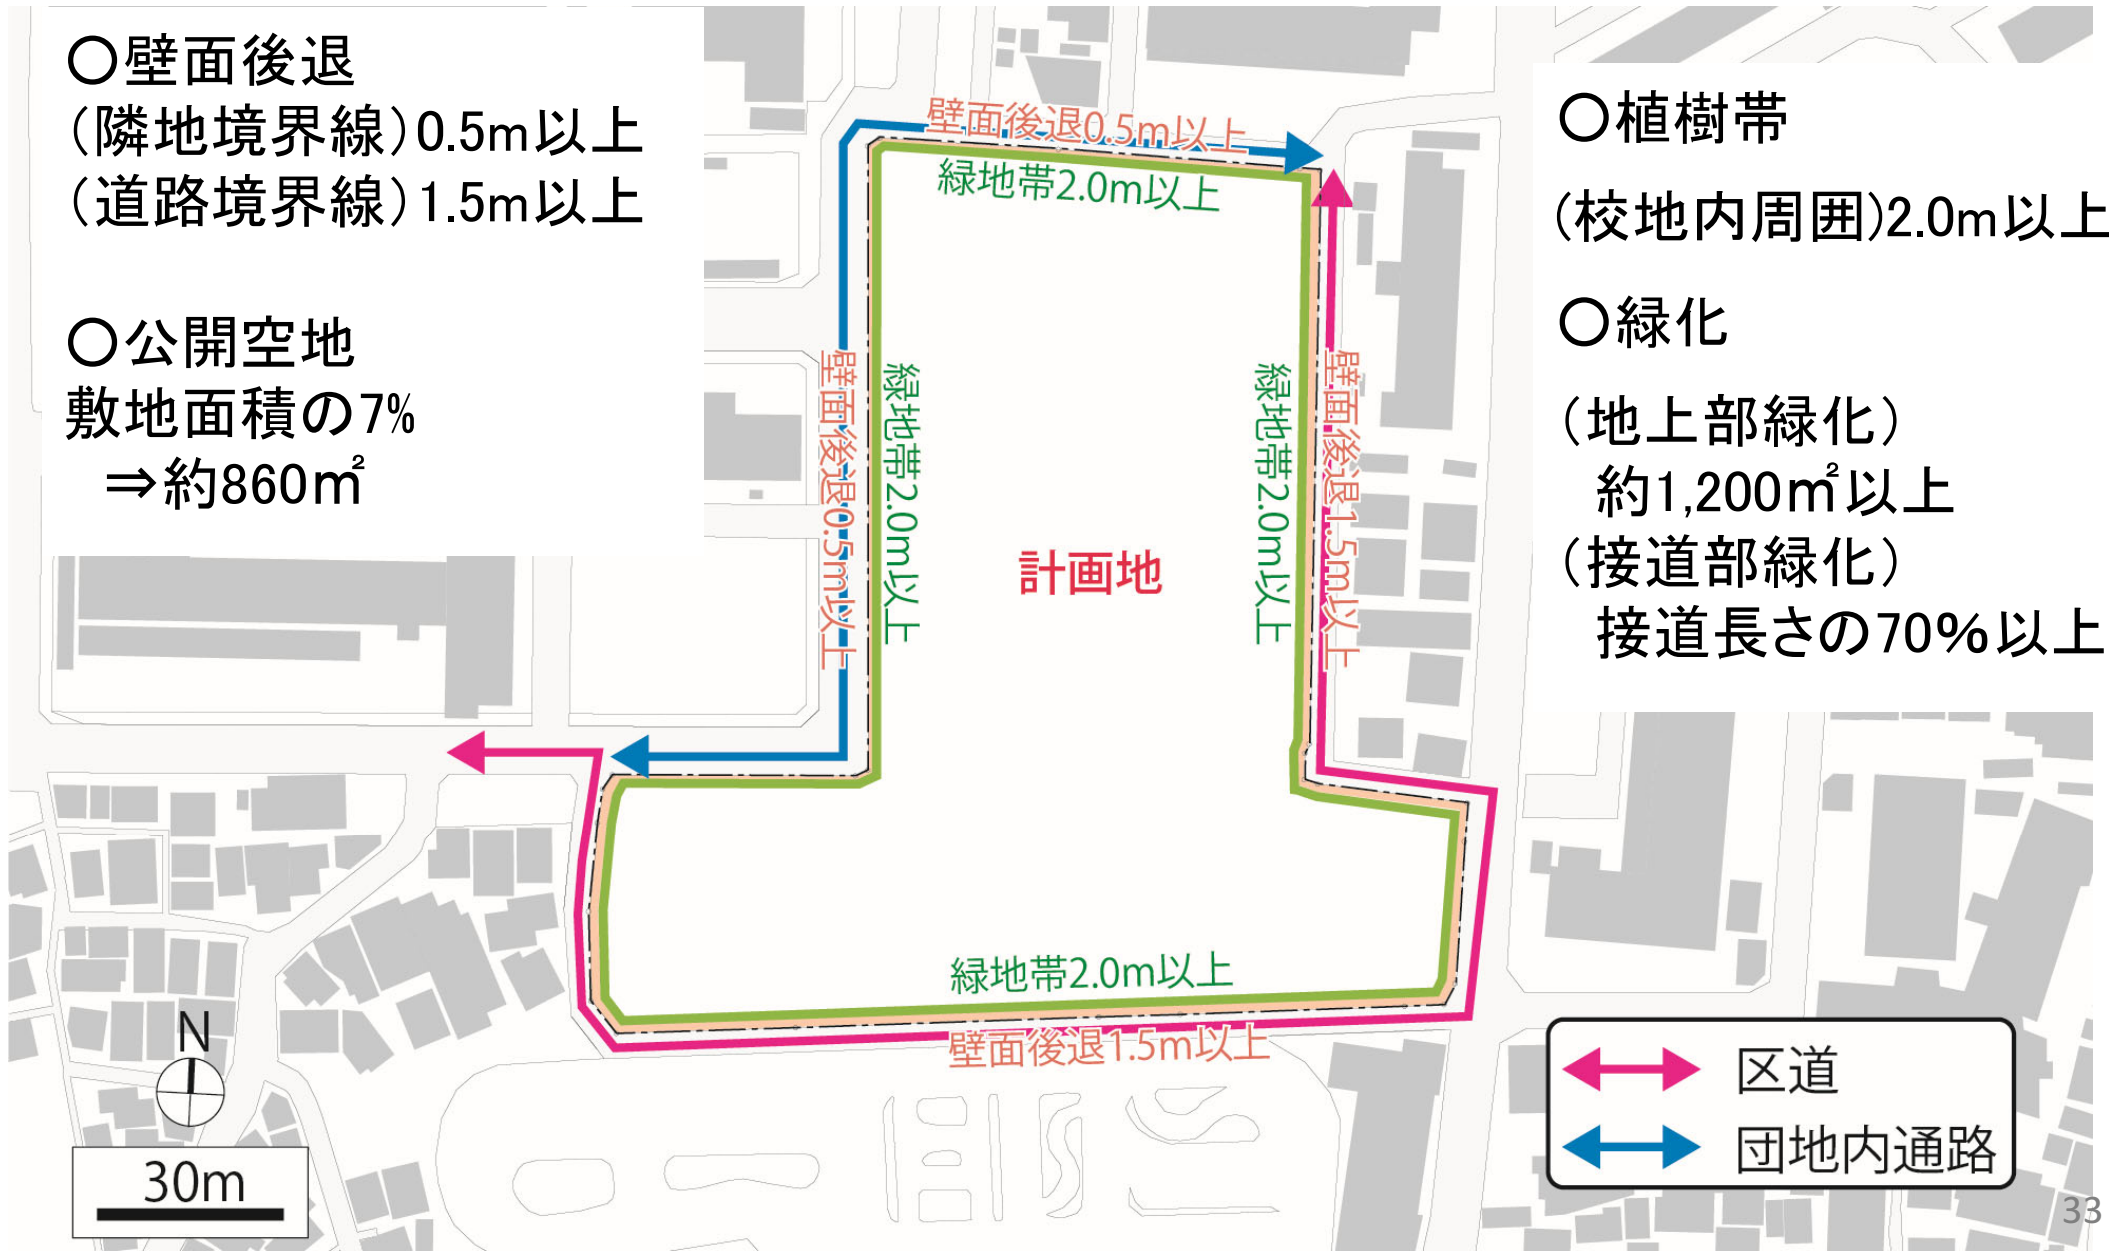 ○壁面後退
(隣地境界線)0.5m以上
(道路境界線)1.5m以上
○公開空地
敷地面積の7%
⇒約860㎡
○植樹帯
(校地内周囲)2.0m以上
○緑化
(地上部緑化)
約1,200㎡以上
(接道部緑化)
接道長さの70%以上
壁面後退0.5m以上
緑地帯2.0m以上
壁面後退0.5m以上
緑地帯2.0m以上
緑地帯2.0m以上
壁面後退1.5m以上
計画地
緑地帯2.0m以上
壁面後退1.5m以上
N
30m
区道
団地内通路
33